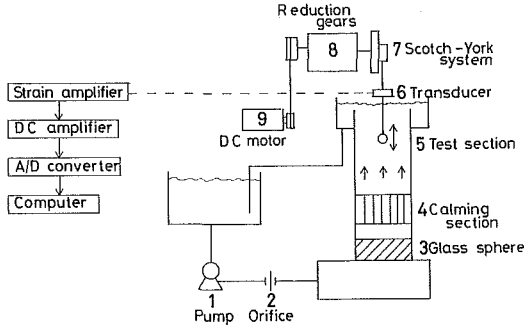 Reduction
gears
8
7 Scotch-York
system
6 Transducer
Strain amplifier
9
DC motor
DC amplifier
5 Test section
A/D converter
Computer
4 Calming
section
3 Glass sphere
1
Pump
2
Orifice